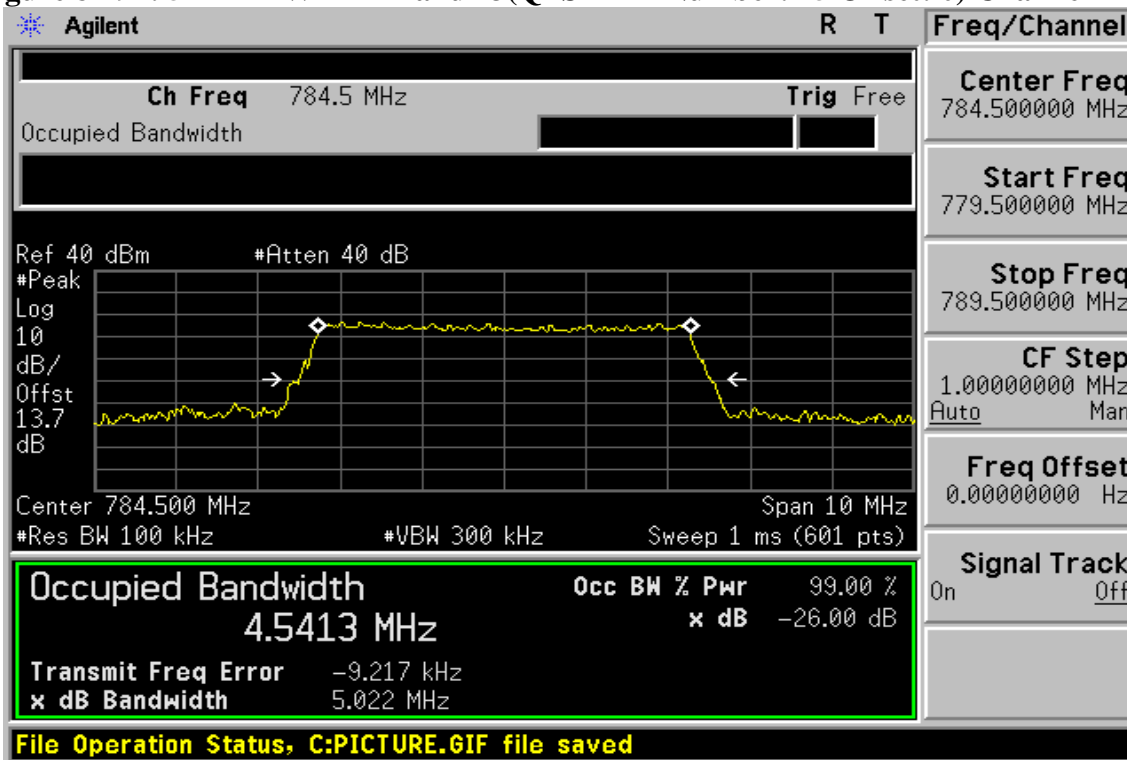 Agilent R T Freq/Channel
Ch Freq 784.5 MHz Trig Free
Occupied Bandwidth
Center Freq
784.500000 MHz
Start Freq
779.500000 MHz
Stop Freq
789.500000 MHz
CF Step
1.00000000 MHz
Auto Man
Freq Offset
0.00000000 Hz
Signal Track
On Off
Ref 40 dBm #Atten 40 dB
#Peak
Log
10
dB/
Offst
13.7
dB
Center 784.500 MHz Span 10 MHz
#Res BW 100 kHz #VBW 300 kHz Sweep 1 ms (601 pts)
Occupied Bandwidth Occ BW % Pwr 99.00 %
4.5413 MHz x dB -26.00 dB
Transmit Freq Error -9.217 kHz
x dB Bandwidth 5.022 MHz
File Operation Status, C:PICTURE.GIF file saved